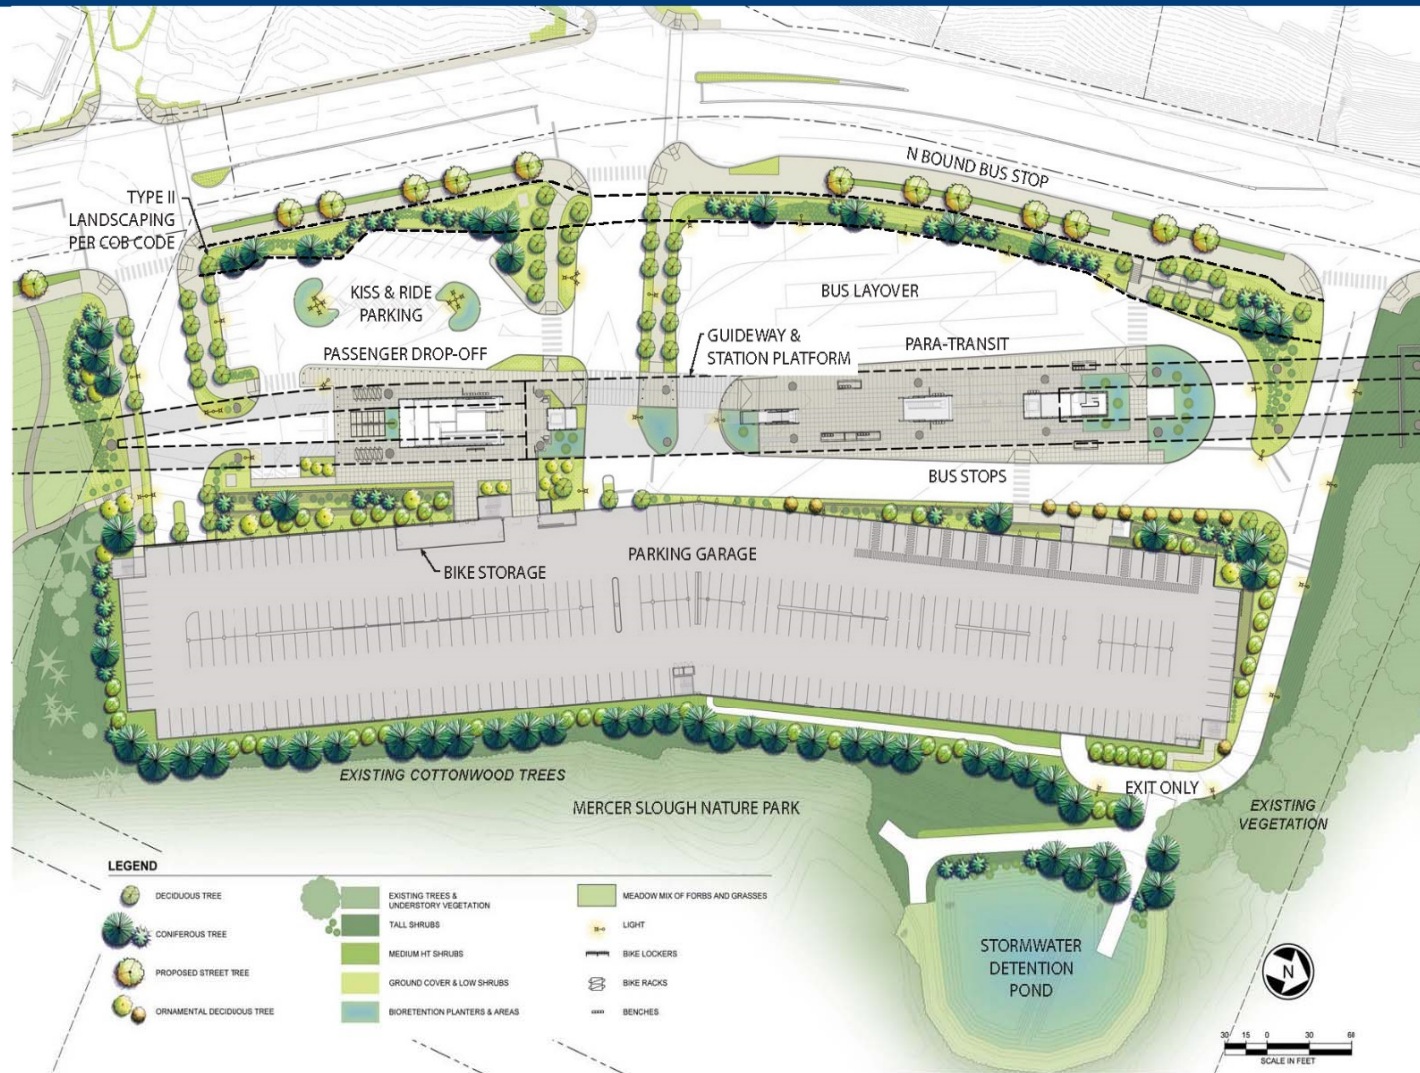 N BOUND BUS STOP
TYPE II
LANDSCAPING
PER COB CODE
KISS & RIDE
PARKING
BUS LAYOVER
PASSENGER DROP-OFF
GUIDEWAY &
STATION PLATFORM
PARA-TRANSIT
BUS STOPS
PARKING GARAGE
BIKE STORAGE
EXISTING COTTONWOOD TREES
MERCER SLOUGH NATURE PARK
EXIT ONLY
EXISTING
VEGETATION
STORMWATER
DETENTION
POND
LEGEND
DECIDUOUS TREE
CONIFEROUS TREE
PROPOSED STREET TREE
ORNAMENTAL DECIDUOUS TREE
EXISTING TREES &
UNDERSTORY VEGETATION
TALL SHRUBS
MEDIUM HT SHRUBS
GROUND COVER & LOW SHRUBS
BIORETENTION PLANTERS & AREAS
MEADOW MIX OF FORBS AND GRASSES
LIGHT
BIKE LOCKERS
BIKE RACKS
BENCHES
N
30 15 0 30 60
SCALE IN FEET